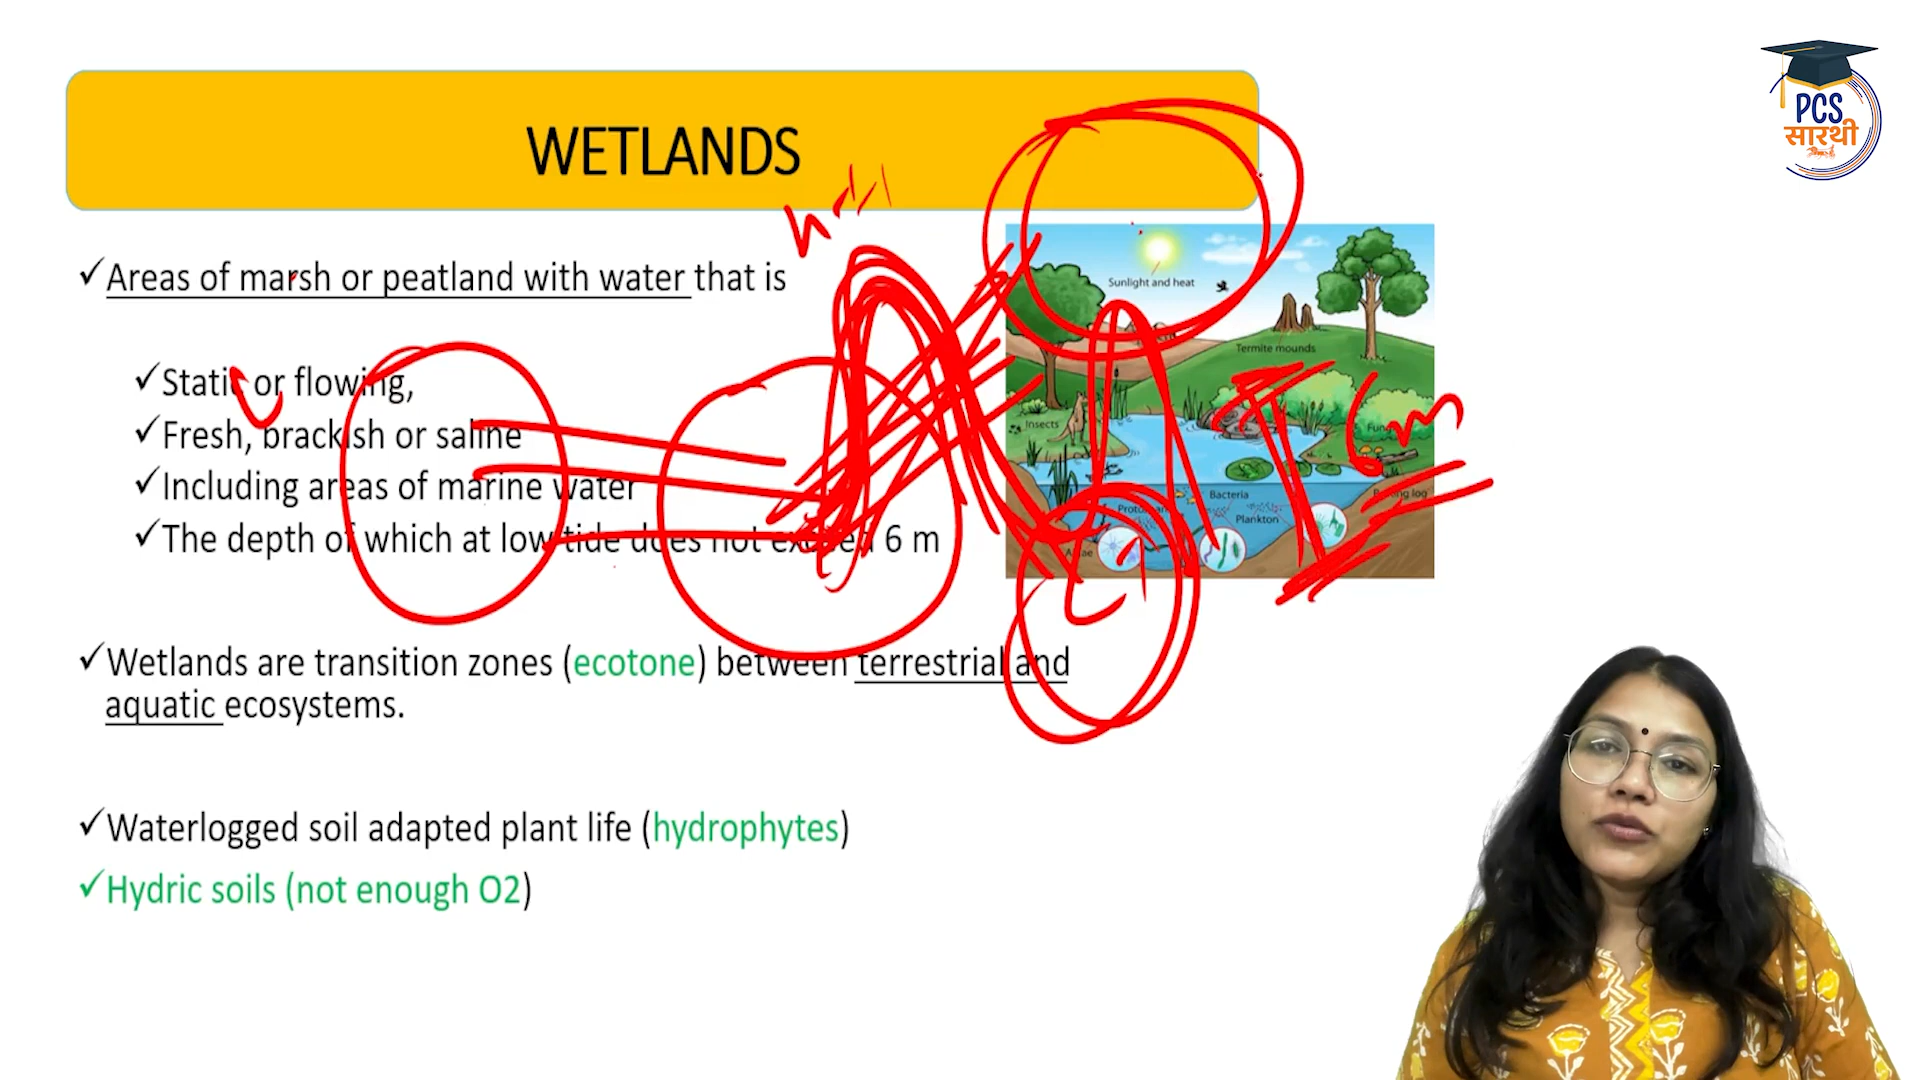 PCS
सारथी
WETLANDS
✓Areas of marsh or peatland with water that is
✓Static or flowing,
✓Fresh, brackish or saline
✓Including areas of marine water
✓The depth of which at low tide does not exceed 6 m
✓Wetlands are transition zones (ecotone) between terrestrial and
aquatic ecosystems.
✓Waterlogged soil adapted plant life (hydrophytes)
✓Hydric soils (not enough O2)
Sunlight and heat
Termite mounds
Insects
Bacteria
Plankton
Algae
6m